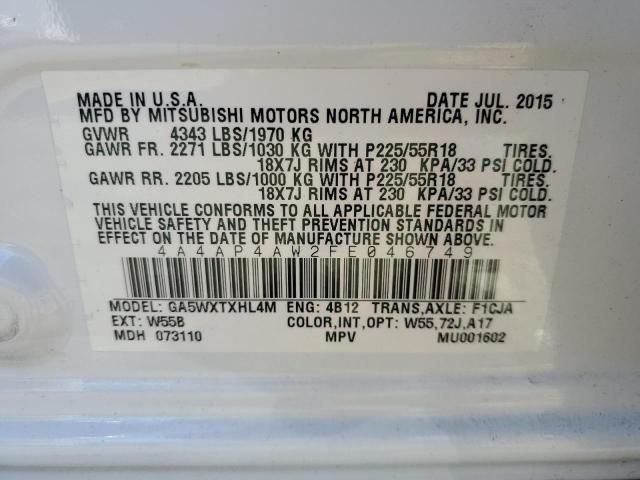 MADE IN U.S.A. DATE JUL. 2015
MFD BY MITSUBISHI MOTORS NORTH AMERICA, INC.
GVWR 4343 LBS/1970 KG
GAWR FR. 2271 LBS/1030 KG WITH P225/55R18 TIRES.
18X7J RIMS AT 230 KPA/33 PSI COLD.
GAWR RR. 2205 LBS/1000 KG WITH P225/55R18 TIRES.
18X7J RIMS AT 230 KPA/33 PSI COLD.
THIS VEHICLE CONFORMS TO ALL APPLICABLE FEDERAL MOTOR
VEHICLE SAFETY AND THEFT PREVENTION STANDARDS IN
EFFECT ON THE DATE OF MANUFACTURE SHOWN ABOVE.
4A4AP4AW2FE046749
MODEL: GA5WXTXHL4M ENG: 4B12 TRANS,AXLE: F1CJA
EXT: W55B COLOR,INT,OPT: W55,72J,A17
MDH 073110 MPV MU001602